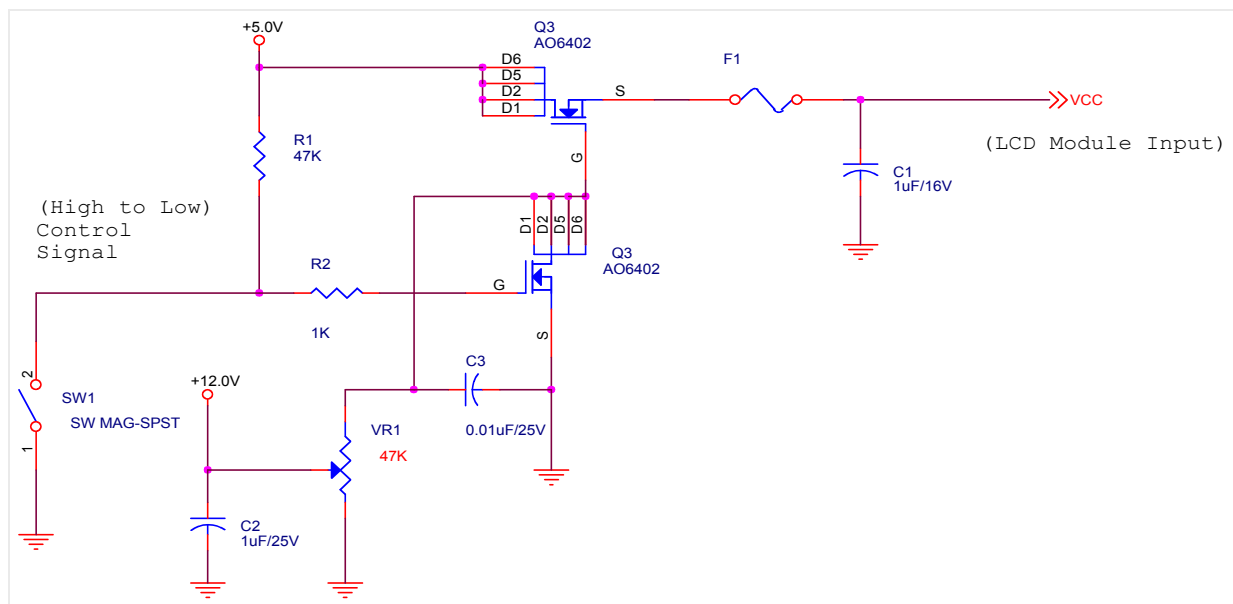 +5.0V
Q3
AO6402
D6
D5
D2
D1
S
F1
VCC
(LCD Module Input)
R1
47K
G
C1
1uF/16V
(High to Low)
Control
Signal
D1
D2
D5
D6
Q3
AO6402
R2
1K
G
S
C3
0.01uF/25V
2
SW1
SW MAG-SPST
1
+12.0V
VR1
47K
C2
1uF/25V